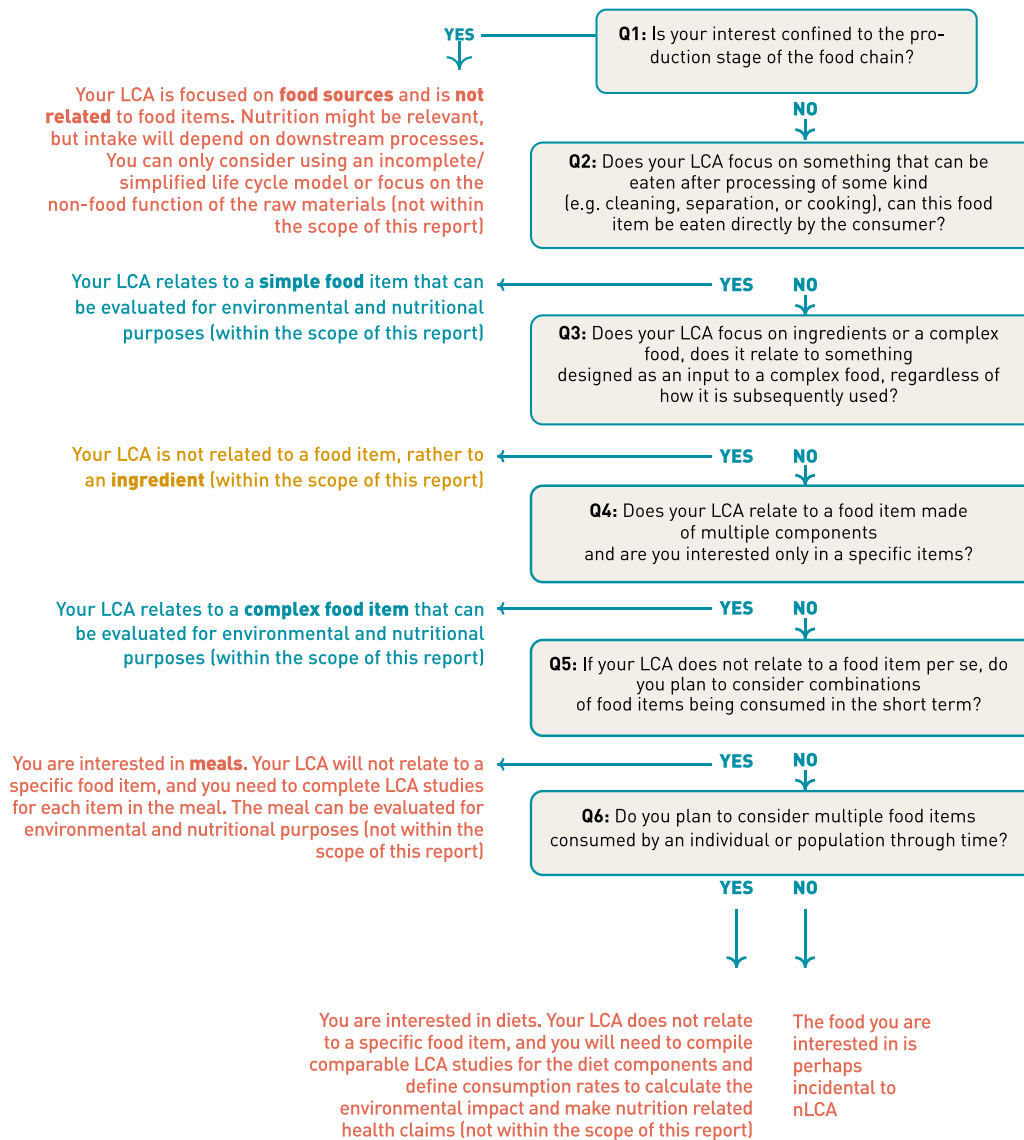 Q1: Is your interest confined to the pro-
duction stage of the food chain?
YES
Your LCA is focused on food sources and is not
related to food items. Nutrition might be relevant,
but intake will depend on downstream processes.
You can only consider using an incomplete/
simplified life cycle model or focus on the
non-food function of the raw materials (not within
the scope of this report)
NO
Q2: Does your LCA focus on something that can be
eaten after processing of some kind
(e.g. cleaning, separation, or cooking), can this food
item be eaten directly by the consumer?
YES
NO
Your LCA relates to a simple food item that can
be evaluated for environmental and nutritional
purposes (within the scope of this report)
Q3: Does your LCA focus on ingredients or a complex
food, does it relate to something
designed as an input to a complex food, regardless of
how it is subsequently used?
YES
NO
Your LCA is not related to a food item, rather to
an ingredient (within the scope of this report)
Q4: Does your LCA relate to a food item made
of multiple components
and are you interested only in a specific items?
YES
NO
Your LCA relates to a complex food item that can
be evaluated for environmental and nutritional
purposes (within the scope of this report)
Q5: If your LCA does not relate to a food item per se, do
you plan to consider combinations
of food items being consumed in the short term?
YES
NO
You are interested in meals. Your LCA will not relate to a
specific food item, and you need to complete LCA studies
for each item in the meal. The meal can be evaluated for
environmental and nutritional purposes (not within the
scope of this report)
Q6: Do you plan to consider multiple food items
consumed by an individual or population through time?
YES
NO
You are interested in diets. Your LCA does not relate
to a specific food item, and you will need to compile
comparable LCA studies for the diet components and
define consumption rates to calculate the
environmental impact and make nutrition related
health claims (not within the scope of this report)
The food you are
interested in is
perhaps
incidental to
nLCA